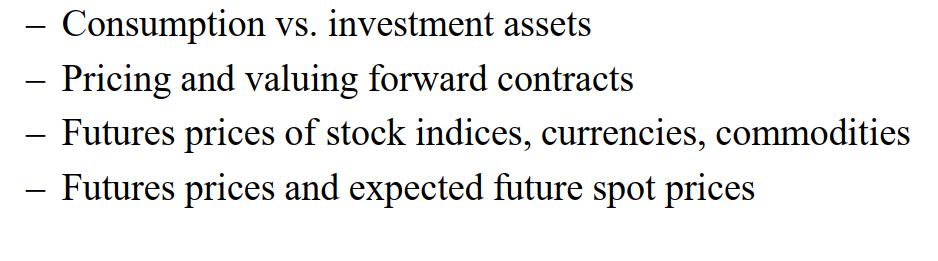 – Consumption vs. investment assets
– Pricing and valuing forward contracts
– Futures prices of stock indices, currencies, commodities
– Futures prices and expected future spot prices